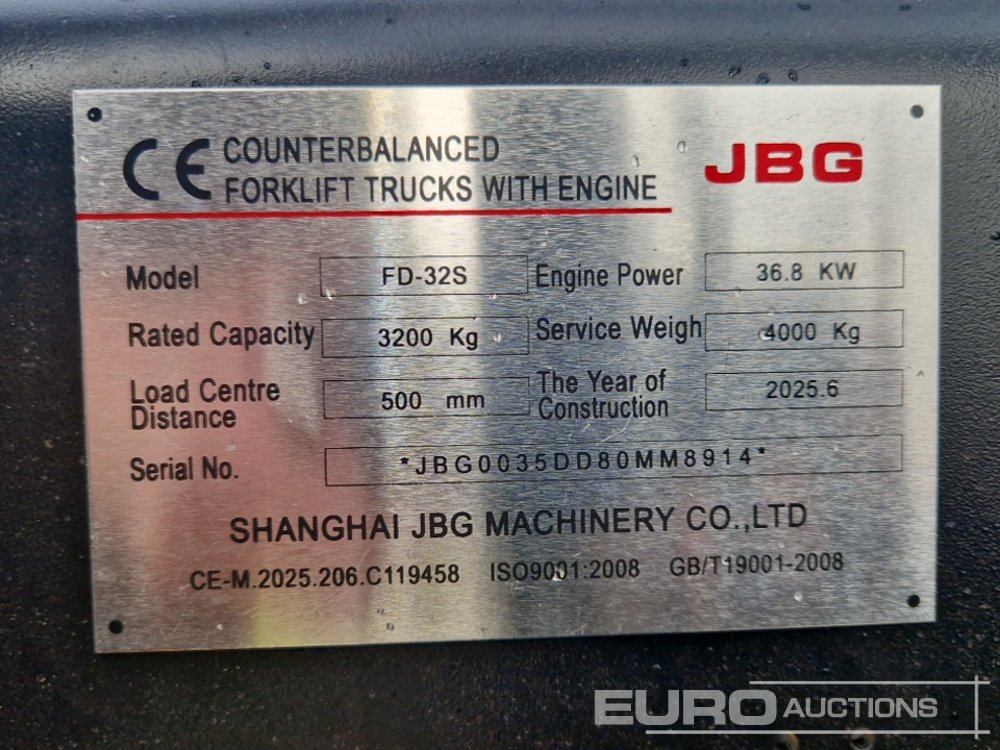 CE COUNTERBALANCED
FORKLIFT TRUCKS WITH ENGINE
JBG
Model FD-32S Engine Power 36.8 KW
Rated Capacity 3200 Kg Service Weigh 4000 Kg
Load Centre Distance 500 mm The Year of Construction 2025.6
Serial No. *JBG0035DD80MM8914*
SHANGHAI JBG MACHINERY CO.,LTD
CE-M.2025.206.C119458 ISO9001:2008 GB/T19001-2008
EURO AUCTIONS